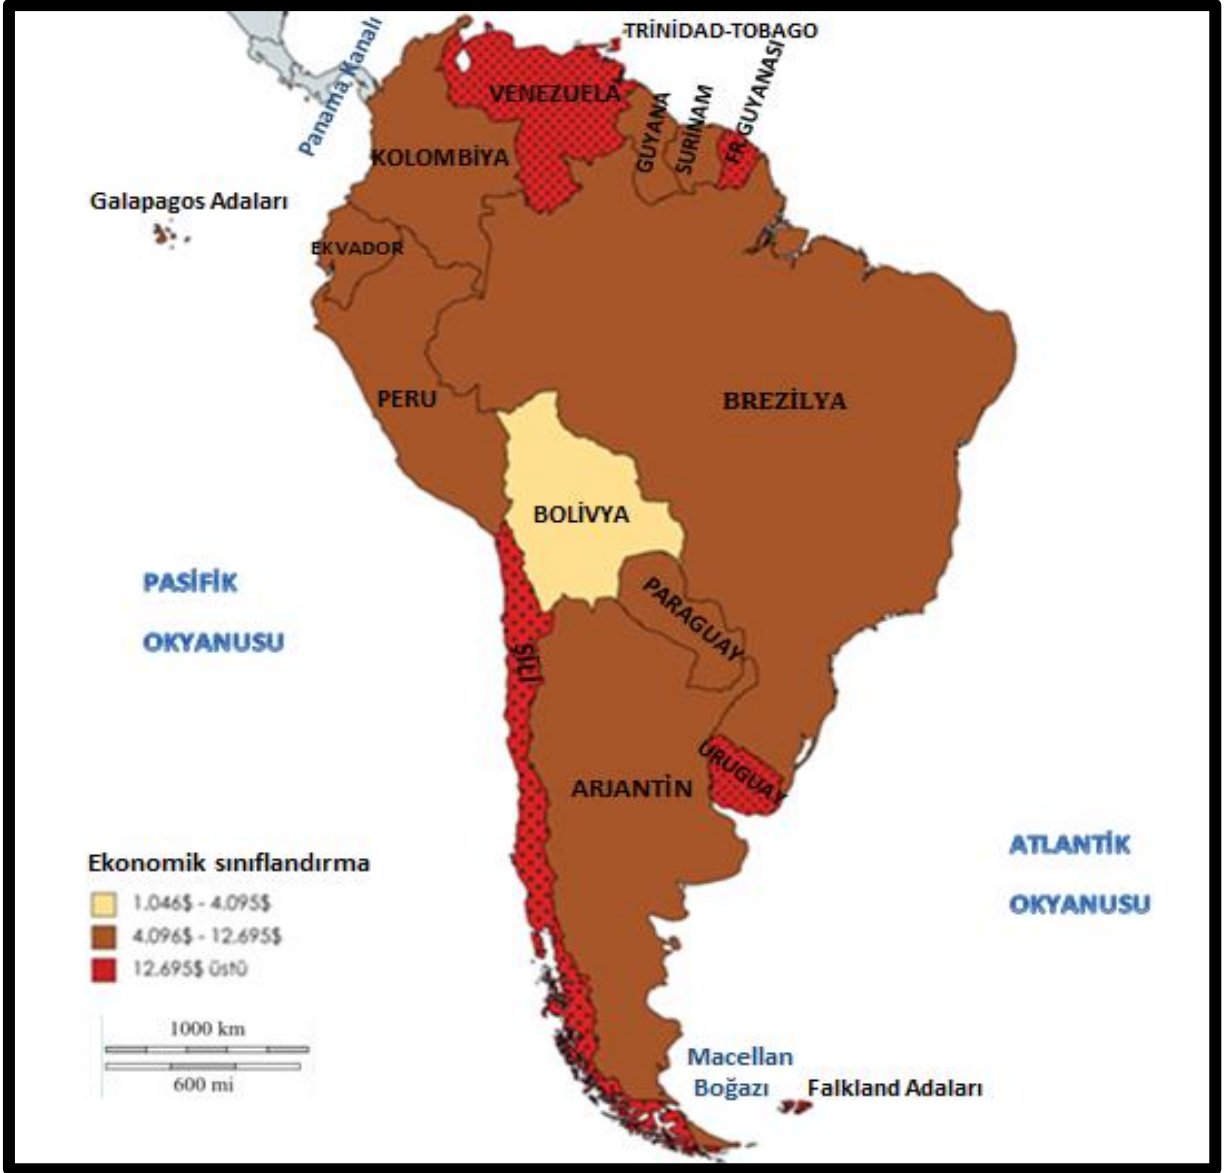 TRİNİDAD-TOBAGO
Panama Kanalı
VENEZUELA
GUYANA
SURİNAM
FR.GUYANASI
KOLOMBİYA
Galapagos Adaları
EKVADOR
PERU
BREZİLYA
BOLİVYA
PASİFİK
OKYANUSU
PARAGUAY
ŞİLİ
URUGUAY
ARJANTİN
ATLANTİK
OKYANUSU
Ekonomik sınıflandırma
1.046$ - 4.095$
4.096$ - 12.695$
12.695$ üstü
1000 km
600 mi
Macellan
Boğazı
Falkland Adaları